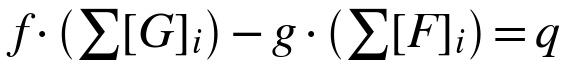 f · (∑[G]ᵢ) − g · (∑[F]ᵢ) = q